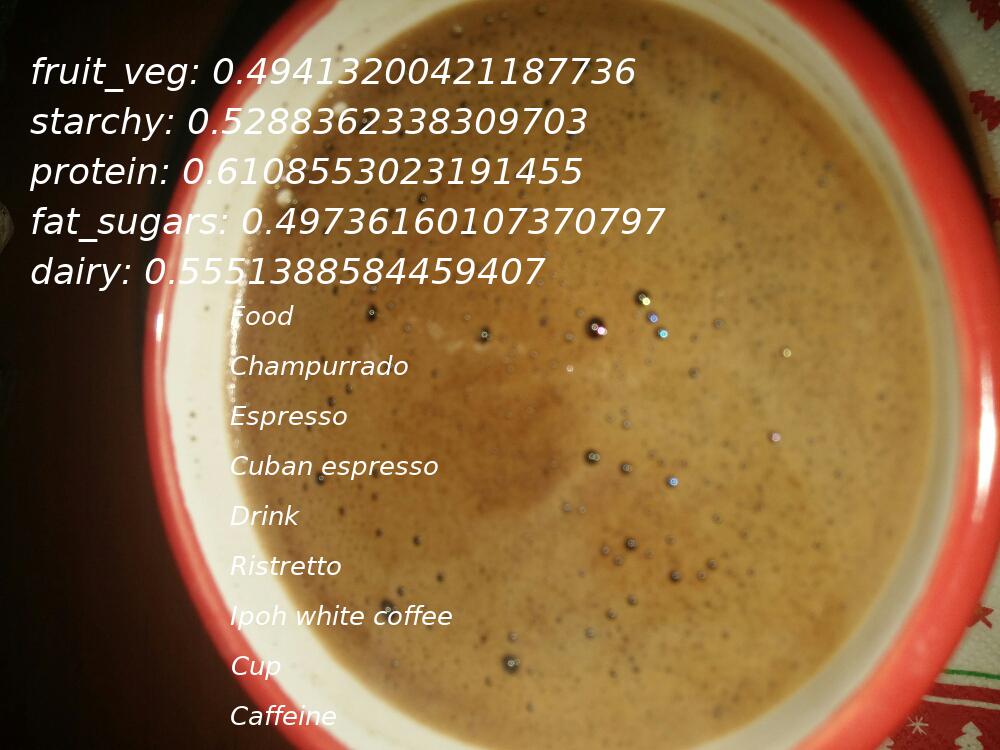 fruit_veg: 0.49413200421187736
starchy: 0.5288362338309703
protein: 0.6108553023191455
fat_sugars: 0.49736160107370797
dairy: 0.5551388584459407
Food
Champurrado
Espresso
Cuban espresso
Drink
Ristretto
Ipoh white coffee
Cup
Caffeine